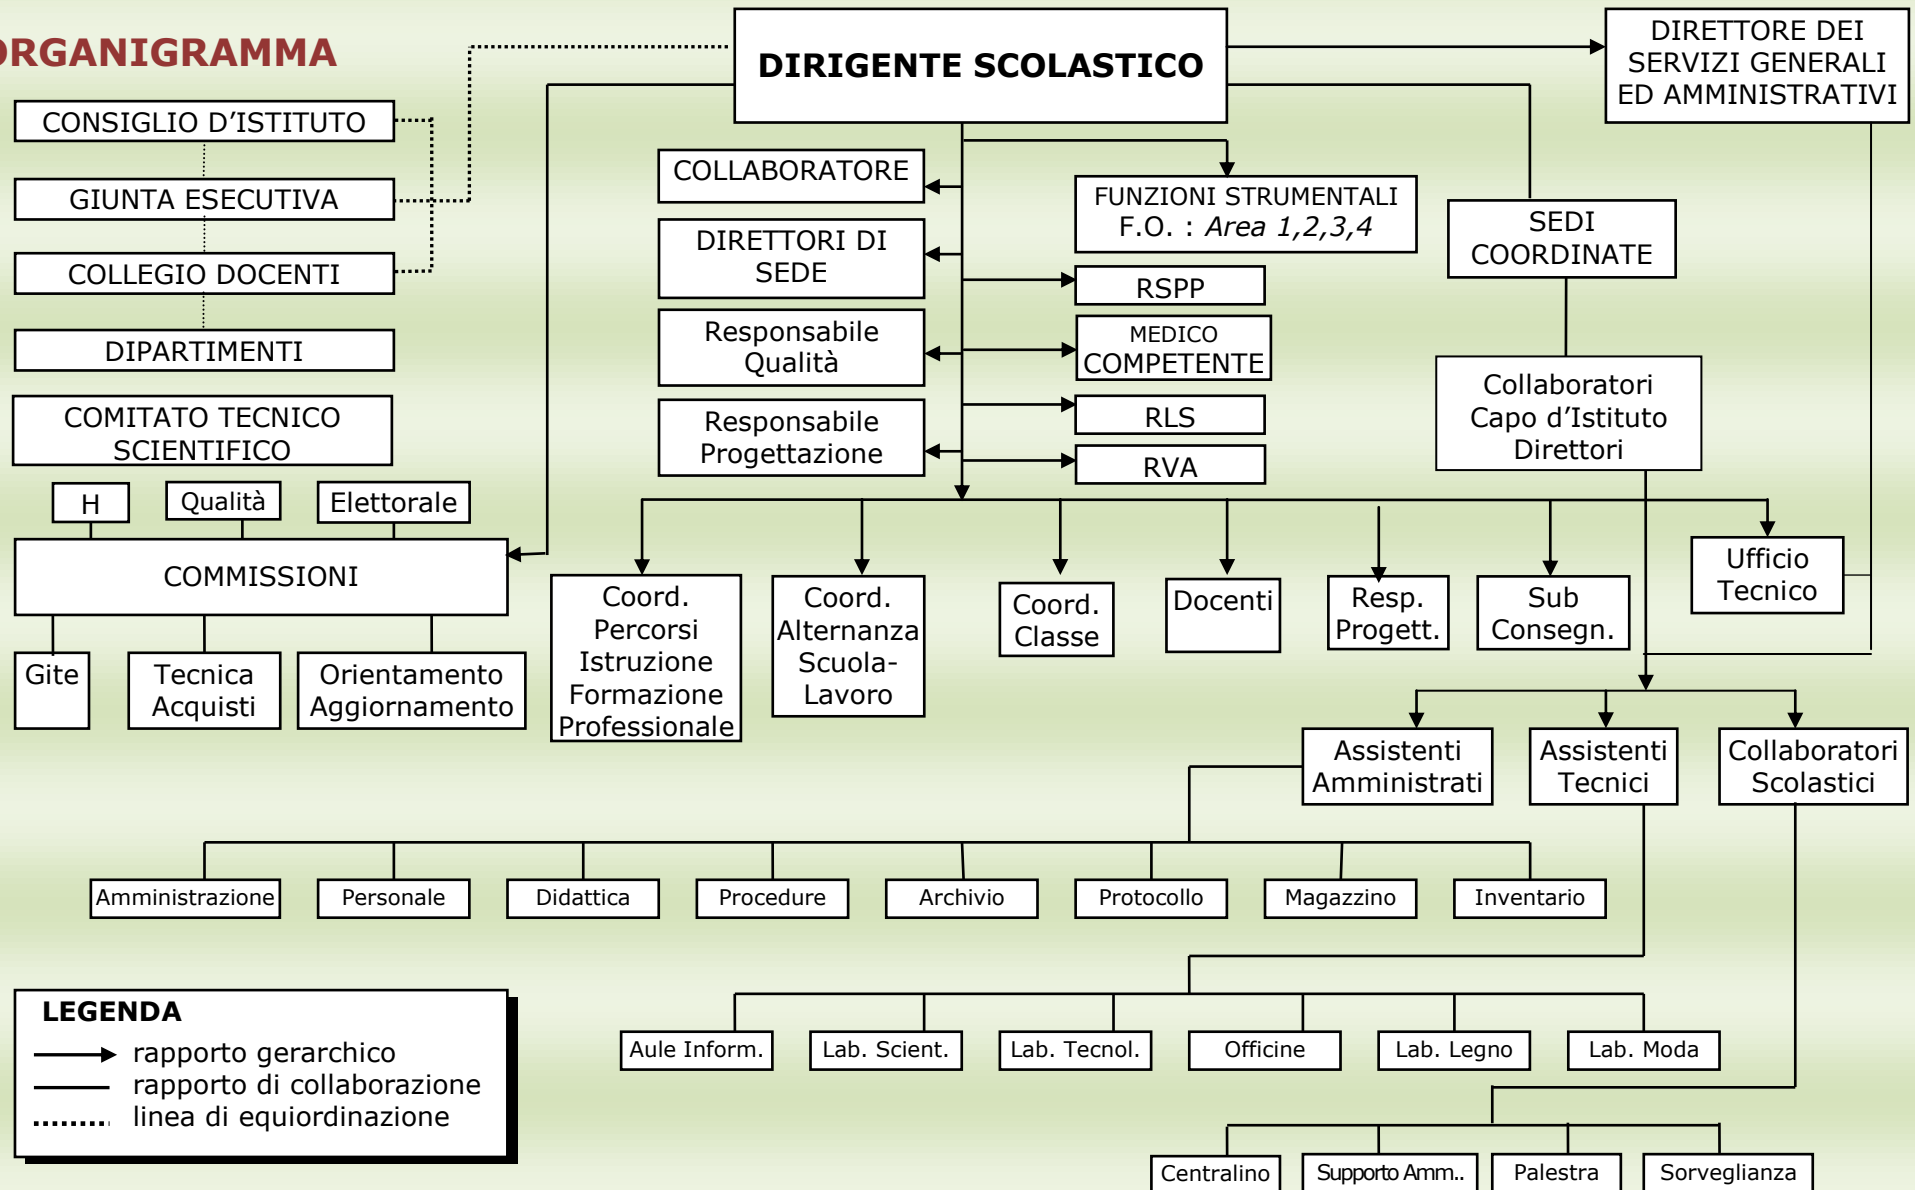 ORGANIGRAMMA
DIRIGENTE SCOLASTICO
DIRETTORE DEI
SERVIZI GENERALI
ED AMMINISTRATIVI
CONSIGLIO D'ISTITUTO
GIUNTA ESECUTIVA
COLLEGIO DOCENTI
DIPARTIMENTI
COMITATO TECNICO
SCIENTIFICO
COLLABORATORE
DIRETTORI DI
SEDE
Responsabile
Qualità
Responsabile
Progettazione
FUNZIONI STRUMENTALI
F.O. : Area 1,2,3,4
RSPP
MEDICO
COMPETENTE
RLS
RVA
SEDI
COORDINATE
Collaboratori
Capo d'Istituto
Direttori
H
Qualità
Elettorale
COMMISSIONI
Gite
Tecnica
Acquisti
Orientamento
Aggiornamento
Coord.
Percorsi
Istruzione
Formazione
Professionale
Coord.
Alternanza
Scuola-
Lavoro
Coord.
Classe
Docenti
Resp.
Progett.
Sub
Consegn.
Ufficio
Tecnico
Assistenti
Amministrati
Assistenti
Tecnici
Collaboratori
Scolastici
Amministrazione
Personale
Didattica
Procedure
Archivio
Protocollo
Magazzino
Inventario
Aule Inform.
Lab. Scient.
Lab. Tecnol.
Officine
Lab. Legno
Lab. Moda
Centralino
Supporto Amm..
Palestra
Sorveglianza
LEGENDA
rapporto gerarchico
rapporto di collaborazione
linea di equiordinazione